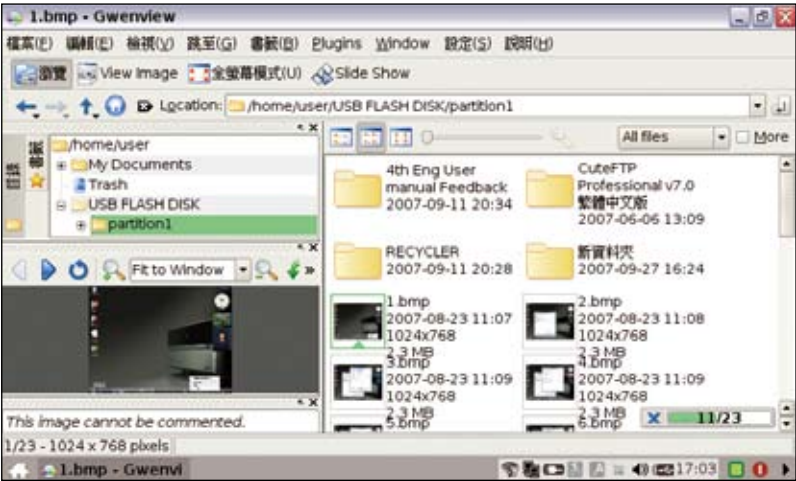 1.bmp - Gwenview
檔案(F) 編輯(E) 檢視(V) 跳至(G) 書籤(B) Plugins Window 設定(S) 說明(H)
瀏覽 View Image 全螢幕模式(U) Slide Show
Location: /home/user/USB FLASH DISK/partition1
All files More
書籤
目錄
/home/user
My Documents
Trash
USB FLASH DISK
partition1
Fit to Window
This image cannot be commented.
4th Eng User manual Feedback
2007-09-11 20:34
CuteFTP Professional v7.0 繁體中文版
2007-06-06 13:09
RECYCLER
2007-09-11 20:28
新資料夾
2007-09-27 16:24
1.bmp
2007-08-23 11:07
1024x768
2.3 MB
2.bmp
2007-08-23 11:08
1024x768
2.3 MB
3.bmp
2007-08-23 11:09
1024x768
2.3 MB
4.bmp
2007-08-23 11:09
1024x768
2.3 MB
5.bmp
6.bmp
11/23
1/23 - 1024 x 768 pixels
1.bmp - Gwenvi
17:03